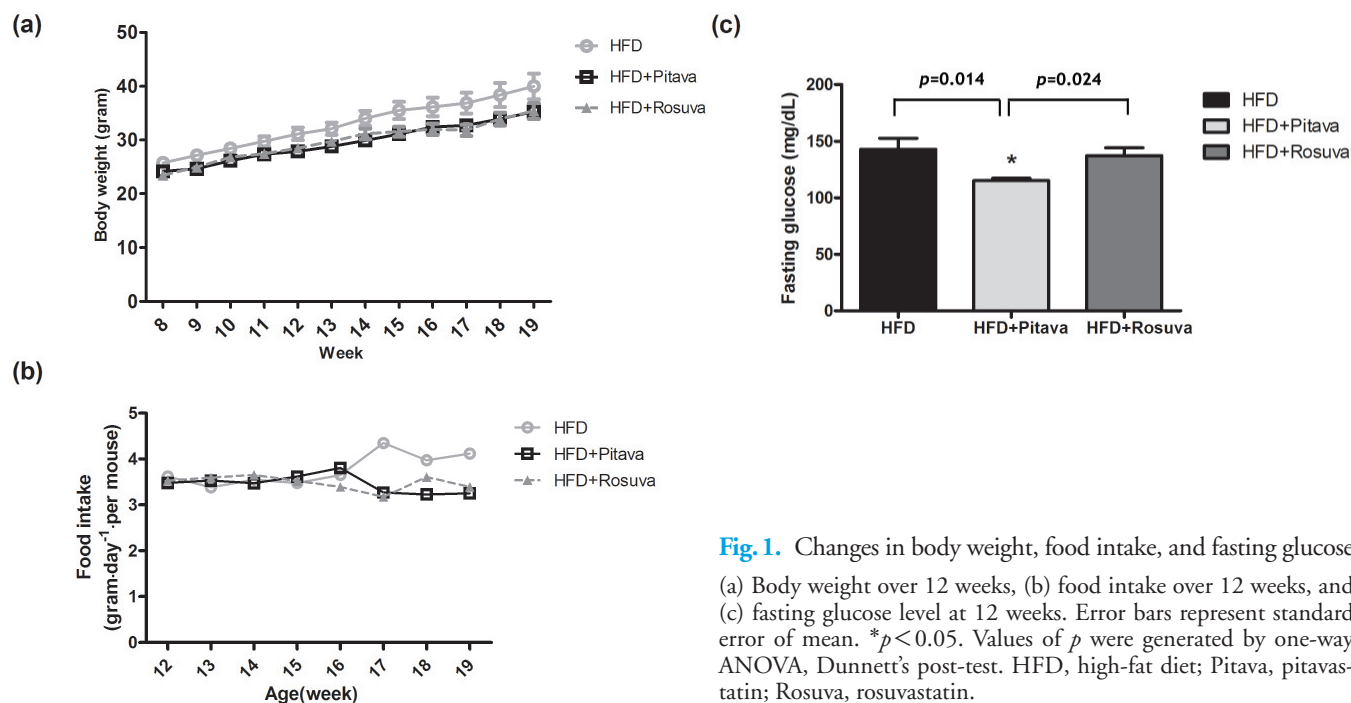 (a)
50
40
30
20
10
0
Body weight (gram)
8 9 10 11 12 13 14 15 16 17 18 19
Week
HFD
HFD+Pitava
HFD+Rosuva
(b)
5
4
3
2
1
0
Food intake
(gram·day⁻¹·per mouse)
12 13 14 15 16 17 18 19
Age(week)
HFD
HFD+Pitava
HFD+Rosuva
(c)
200
150
100
50
0
Fasting glucose (mg/dL)
p=0.014 p=0.024
*
HFD HFD+Pitava HFD+Rosuva
HFD
HFD+Pitava
HFD+Rosuva
Fig. 1. Changes in body weight, food intake, and fasting glucose
(a) Body weight over 12 weeks, (b) food intake over 12 weeks, and
(c) fasting glucose level at 12 weeks. Error bars represent standard
error of mean. *p<0.05. Values of p were generated by one-way
ANOVA, Dunnett's post-test. HFD, high-fat diet; Pitava, pitavas-
tatin; Rosuva, rosuvastatin.